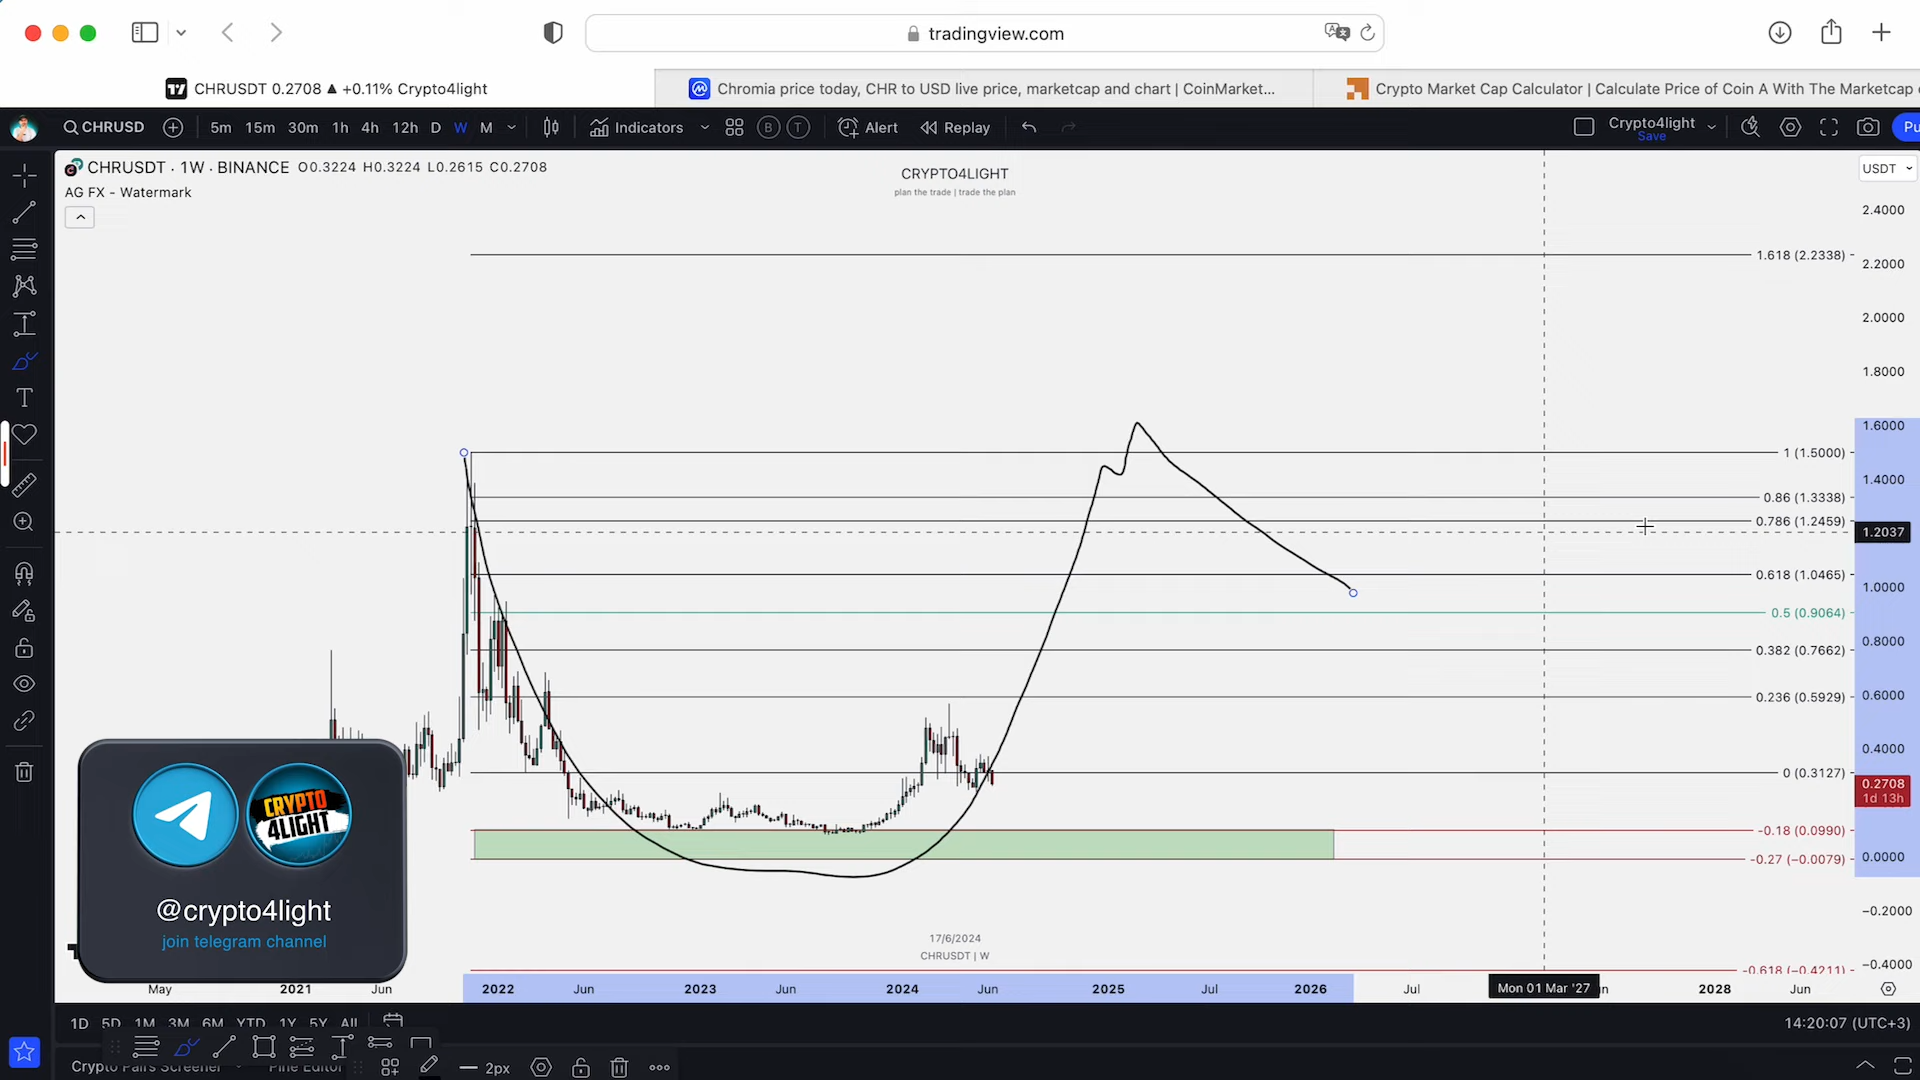 tradingview.com
CHRUSDT 0.2708 ▲ +0.11% Crypto4light
Chromia price today, CHR to USD live price, marketcap and chart | CoinMarket...
Crypto Market Cap Calculator | Calculate Price of Coin A With The Marketcap
CHRUSD 5m 15m 30m 1h 4h 12h D W M Indicators B T Alert Replay Crypto4light
Save
CHRUSDT · 1W · BINANCE O0.3224 H0.3224 L0.2615 C0.2708
AG FX - Watermark
CRYPTO4LIGHT
plan the trade | trade the plan
USDT
2.4000
1.618 (2.2338)
2.2000
2.0000
1.8000
1.6000
1 (1.5000)
1.4000
0.86 (1.3338)
0.786 (1.2459)
1.2037
0.618 (1.0465)
1.0000
0.5 (0.9064)
0.8000
0.382 (0.7662)
0.6000
0.236 (0.5929)
0.4000
0 (0.3127)
0.2708
1d 13h
-0.18 (0.0990)
0.0000
-0.27 (−0.0079)
−0.2000
−0.4000
-0.618 (−0.4211)
CRYPTO
4LIGHT
@crypto4light
join telegram channel
17/6/2024
CHRUSDT | W
May 2021 Jun 2022 Jun 2023 Jun 2024 Jun 2025 Jul 2026 Jul Mon 01 Mar '27 2028 Jun
1D 5D 1M 3M 6M YTD 1Y 5Y All
14:20:07 (UTC+3)
Crypto Pairs Screener Pine Editor
2px